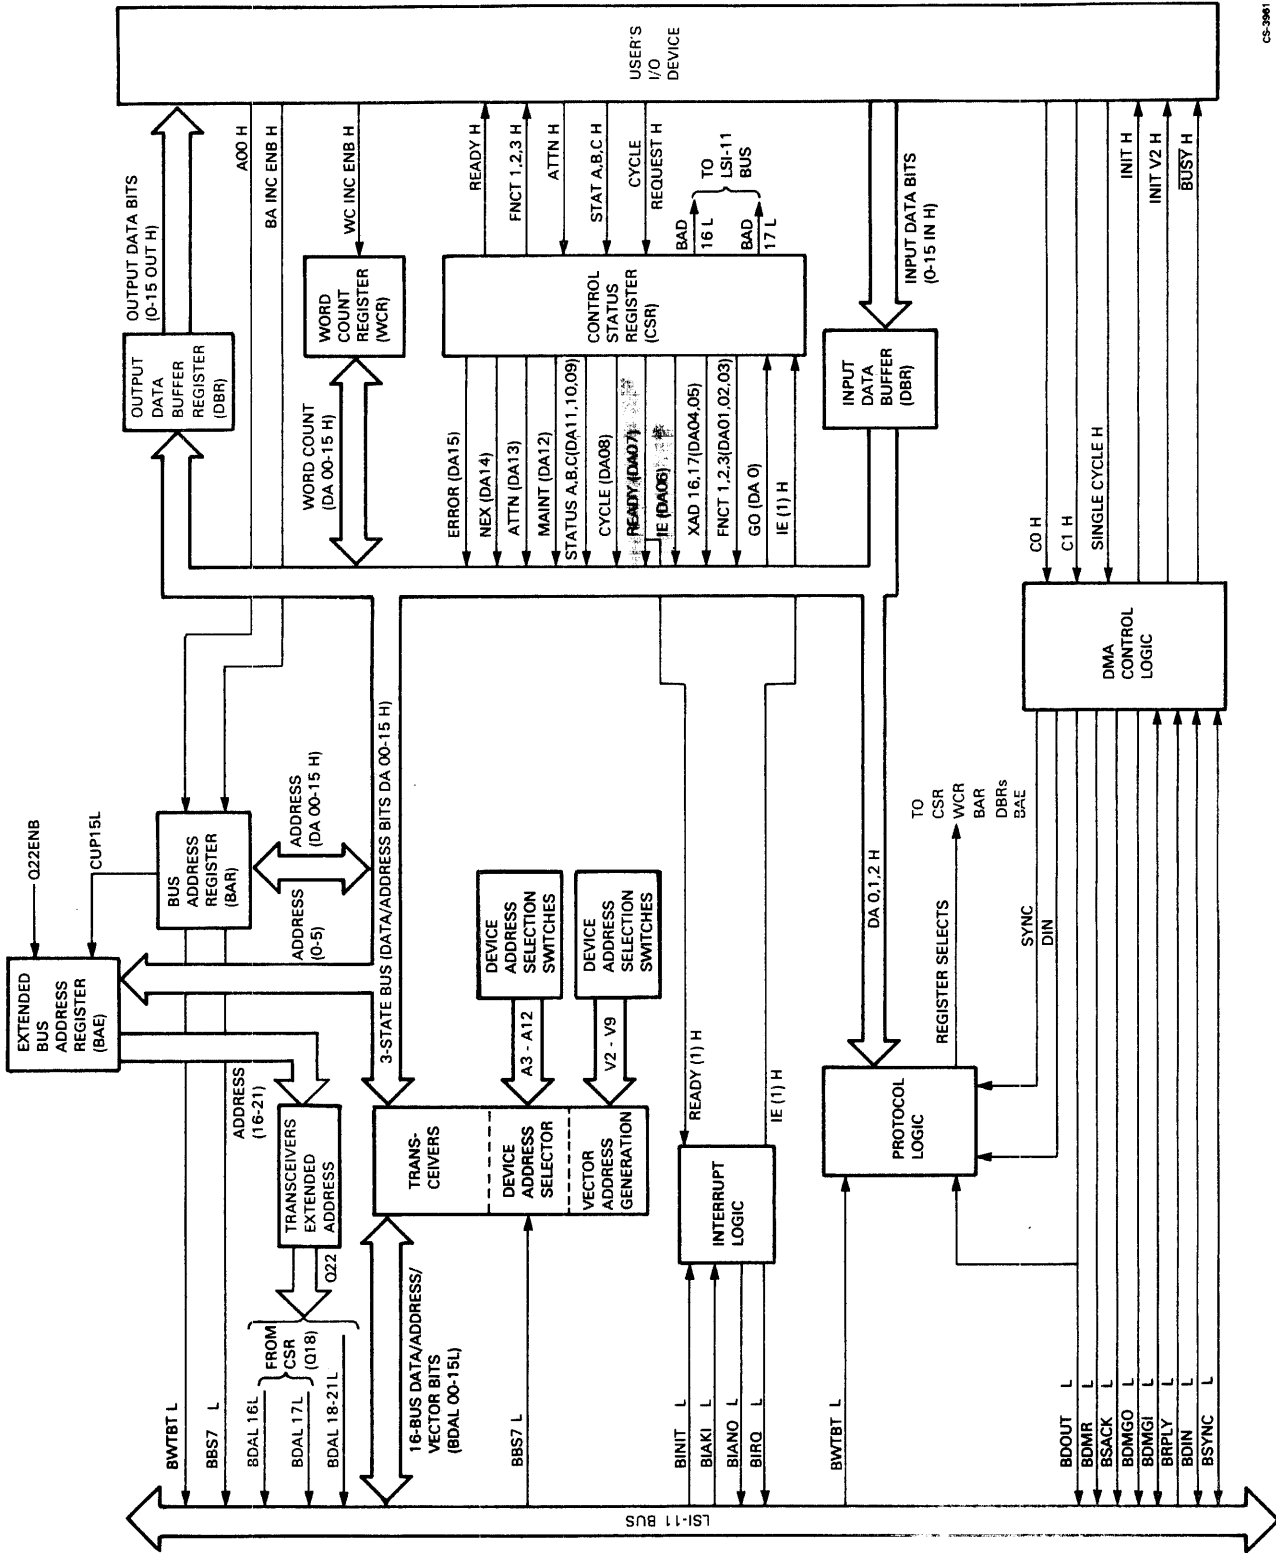 CS-3961
USER'S
I/O
DEVICE
OUTPUT DATA BITS
(0-15 OUT H)
A00 H
BA INC ENB H
WC INC ENB H
READY H
FNCT 1,2,3 H
ATTN H
STAT A,B,C H
CYCLE
REQUEST H
BAD
16 L
BAD
17 L
TO
LSI-11
BUS
INPUT DATA BITS
(0-15 IN H)
C0 H
C1 H
SINGLE CYCLE H
INIT H
INIT V2 H
BUSY H
OUTPUT
DATA
BUFFER
REGISTER
(DBR)
WORD
COUNT
REGISTER
(WCR)
CONTROL
STATUS
REGISTER
(CSR)
INPUT
DATA
BUFFER
(DBR)
WORD COUNT
(DA 00-15 H)
ERROR (DA15)
NEX (DA14)
ATTN (DA13)
MAINT (DA12)
STATUS A,B,C(DA11,10,09)
CYCLE (DA08)
READY (DA07)
IE (DA06)
XAD 16,17(DA04,05)
FNCT 1,2,3(DA01,02,03)
GO (DA 0)
IE (1) H
DMA
CONTROL
LOGIC
Q22ENB
CUP15L
BUS
ADDRESS
REGISTER
(BAR)
ADDRESS
(DA 00-15 H)
ADDRESS
(0-5)
3-STATE BUS (DATA/ADDRESS BITS DA 00-15 H)
EXTENDED
BUS
ADDRESS
REGISTER
(BAE)
ADDRESS
(16-21)
DEVICE
ADDRESS
SELECTION
SWITCHES
DEVICE
ADDRESS
SELECTION
SWITCHES
A3 - A12
V2 - V9
DA 0,1,2 H
TO
CSR
WCR
BAR
DBRs
BAE
REGISTER SELECTS
SYNC
DIN
TRANSCEIVERS
EXTENDED
ADDRESS
TRANS-
CEIVERS
DEVICE
ADDRESS
SELECTOR
VECTOR
ADDRESS
GENERATION
READY (1) H
IE (1) H
INTERRUPT
LOGIC
PROTOCOL
LOGIC
Q22
FROM
CSR
(Q18)
BWTBT L
BBS7 L
BDAL 16L
BDAL 17L
BDAL 18-21L
16-BUS DATA/ADDRESS/
VECTOR BITS
(BDAL 00-15L)
BBS7 L
BINIT L
BIAKI L
BIANO L
BIRQ L
BWTBT L
BDOUT L
BDMR L
BSACK L
BDMGO L
BDMGI L
BRPLY L
BDIN L
BSYNC L
LSI-11 BUS